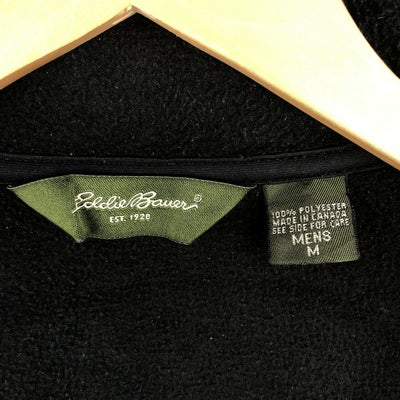 Eddie Bauer®
EST. 1920
100% POLYESTER
MADE IN CANADA
SEE SIDE FOR CARE
MENS
M